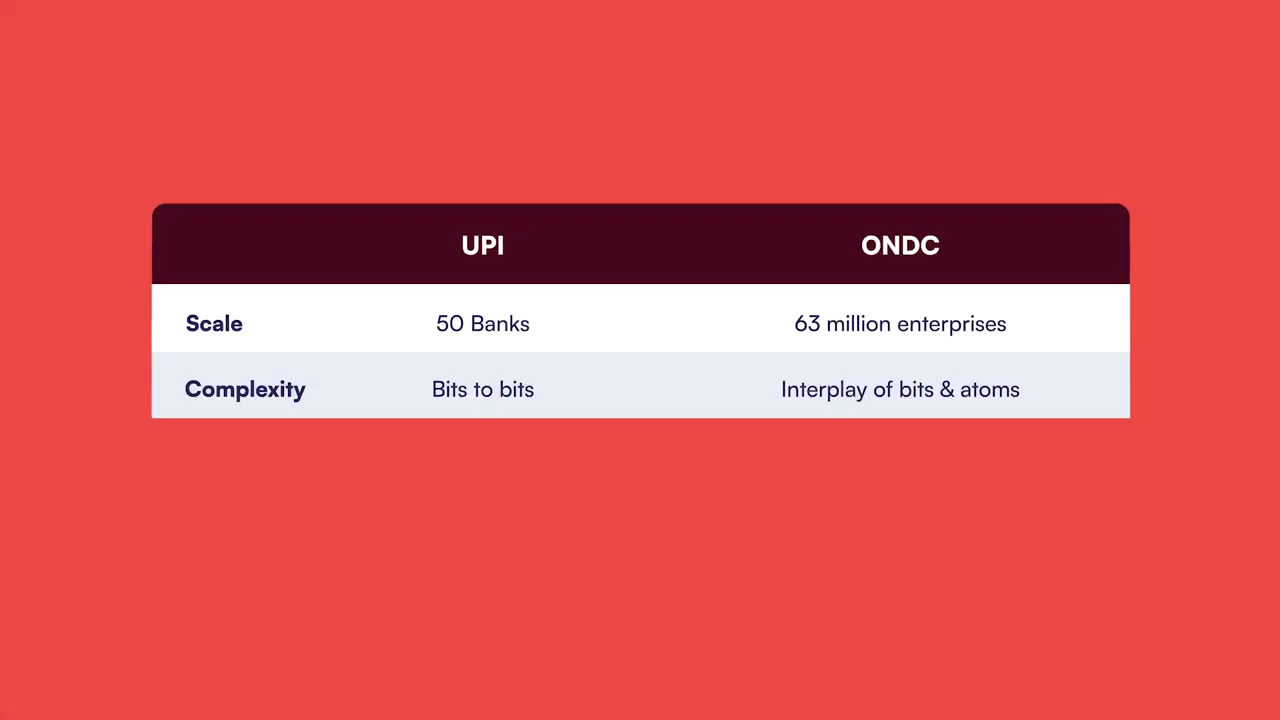 UPI ONDC
Scale 50 Banks 63 million enterprises
Complexity Bits to bits Interplay of bits & atoms